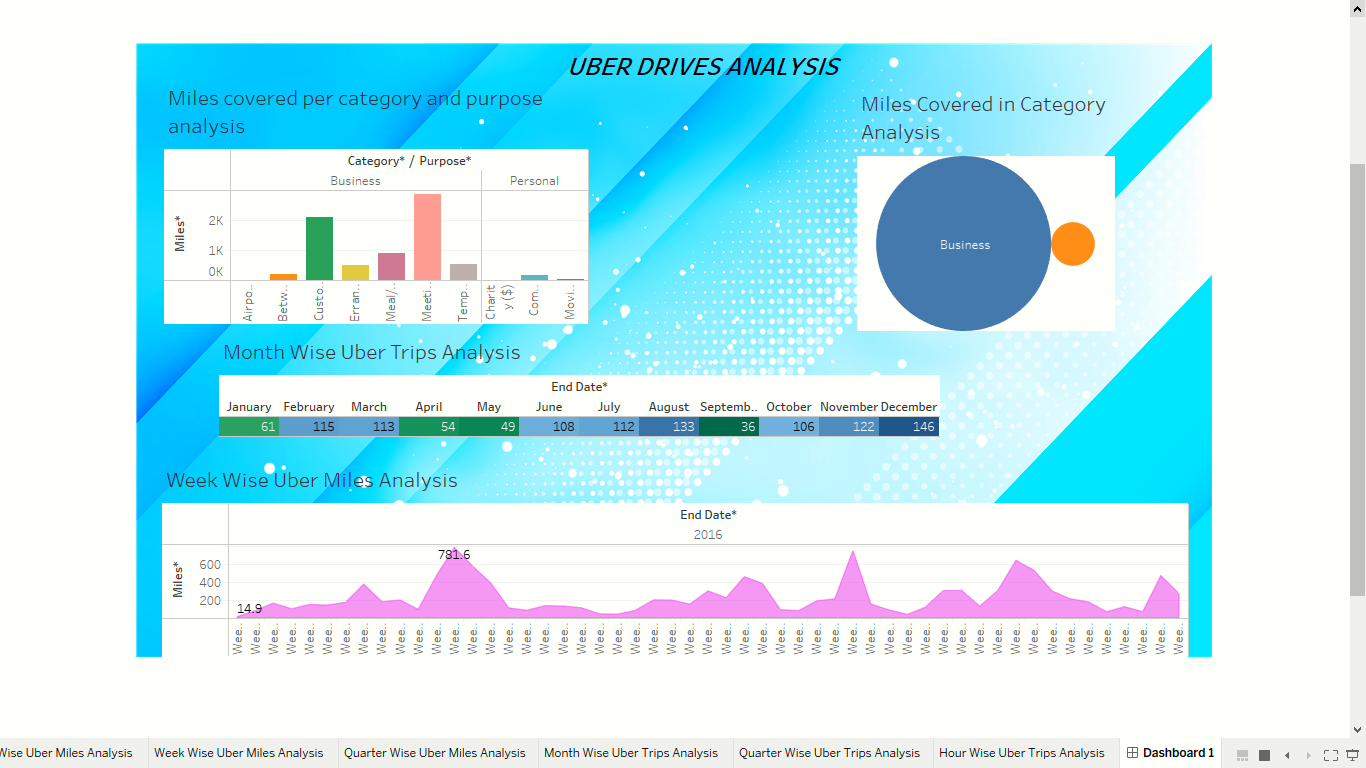 UBER DRIVES ANALYSIS
Miles covered per category and purpose
analysis
Category* / Purpose*
Business
Personal
Miles*
2K
1K
0K
Airpo..
Betw..
Custo..
Erran..
Meal/..
Meeti..
Temp..
Charit
y ($)
Com..
Movi..
Miles Covered in Category
Analysis
Business
Month Wise Uber Trips Analysis
End Date*
January February March April May June July August Septemb.. October November December
61 115 113 54 49 108 112 133 36 106 122 146
Week Wise Uber Miles Analysis
End Date*
2016
Miles*
600
400
200
14.9
781.6
Wee.. Wee.. Wee.. Wee.. Wee.. Wee.. Wee.. Wee.. Wee.. Wee.. Wee.. Wee.. Wee.. Wee.. Wee.. Wee.. Wee.. Wee.. Wee.. Wee.. Wee.. Wee.. Wee.. Wee.. Wee.. Wee.. Wee.. Wee.. Wee.. Wee.. Wee.. Wee.. Wee.. Wee.. Wee.. Wee.. Wee.. Wee.. Wee.. Wee.. Wee.. Wee.. Wee.. Wee.. Wee.. Wee.. Wee.. Wee.. Wee.. Wee.. Wee.. Wee.. Wee..
Wise Uber Miles Analysis Week Wise Uber Miles Analysis Quarter Wise Uber Miles Analysis Month Wise Uber Trips Analysis Quarter Wise Uber Trips Analysis Hour Wise Uber Trips Analysis Dashboard 1